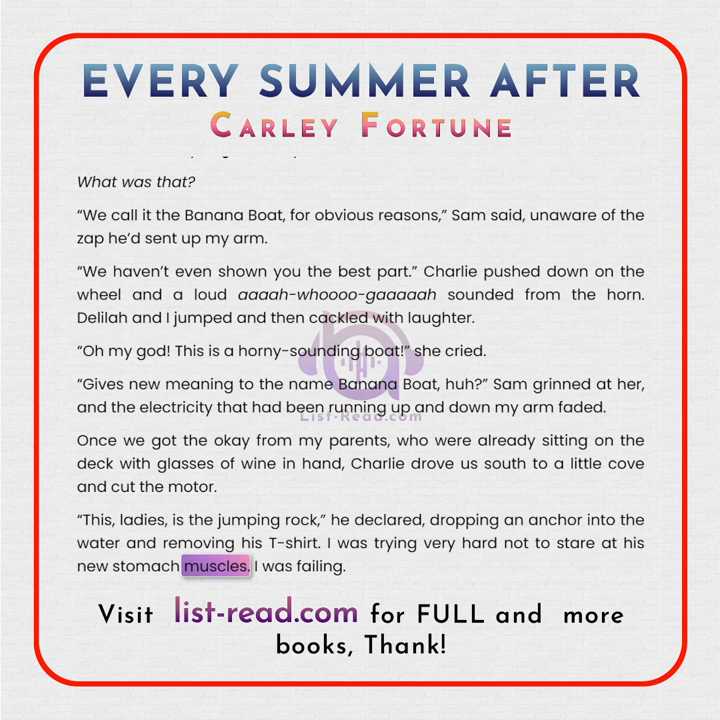 EVERY SUMMER AFTER
CARLEY FORTUNE
What was that?
“We call it the Banana Boat, for obvious reasons,” Sam said, unaware of the
zap he’d sent up my arm.
“We haven’t even shown you the best part.” Charlie pushed down on the
wheel and a loud aaaah-whoooo-gaaaaah sounded from the horn.
Delilah and I jumped and then cackled with laughter.
“Oh my god! This is a horny-sounding boat!” she cried.
“Gives new meaning to the name Banana Boat, huh?” Sam grinned at her,
and the electricity that had been running up and down my arm faded.
List-Read.com
Once we got the okay from my parents, who were already sitting on the
deck with glasses of wine in hand, Charlie drove us south to a little cove
and cut the motor.
“This, ladies, is the jumping rock,” he declared, dropping an anchor into the
water and removing his T-shirt. I was trying very hard not to stare at his
new stomach muscles. I was failing.
Visit list-read.com for FULL and more
books, Thank!